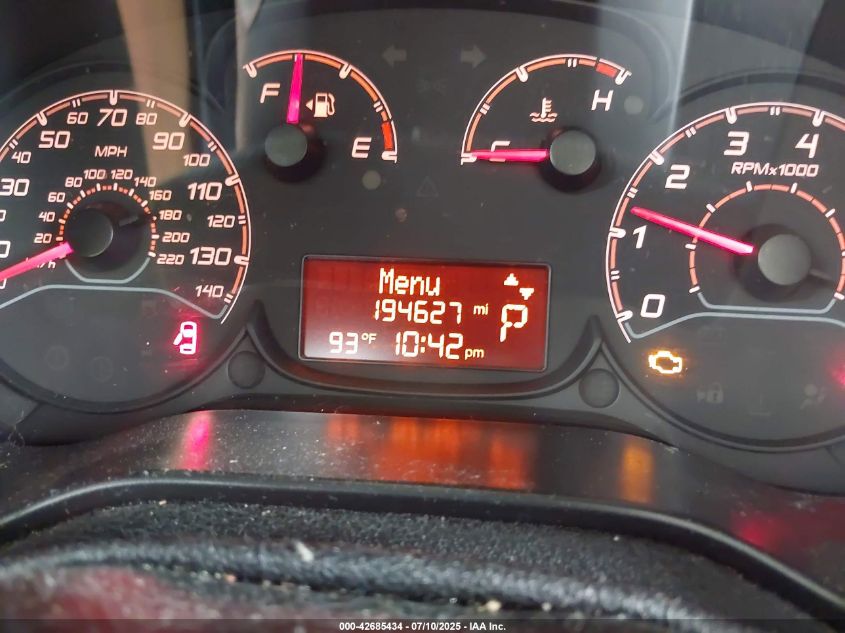 30 40 50 60 70 80 90 100 110 120 130 140
MPH
20 40 60 80 100 120 140 160 180 200 220
km/h
F E
C H
0 1 2 3 4
RPMx1000
Menu
194627 mi P
93°F 10:42 pm
000-42685434 - 07/10/2025 - IAA Inc.